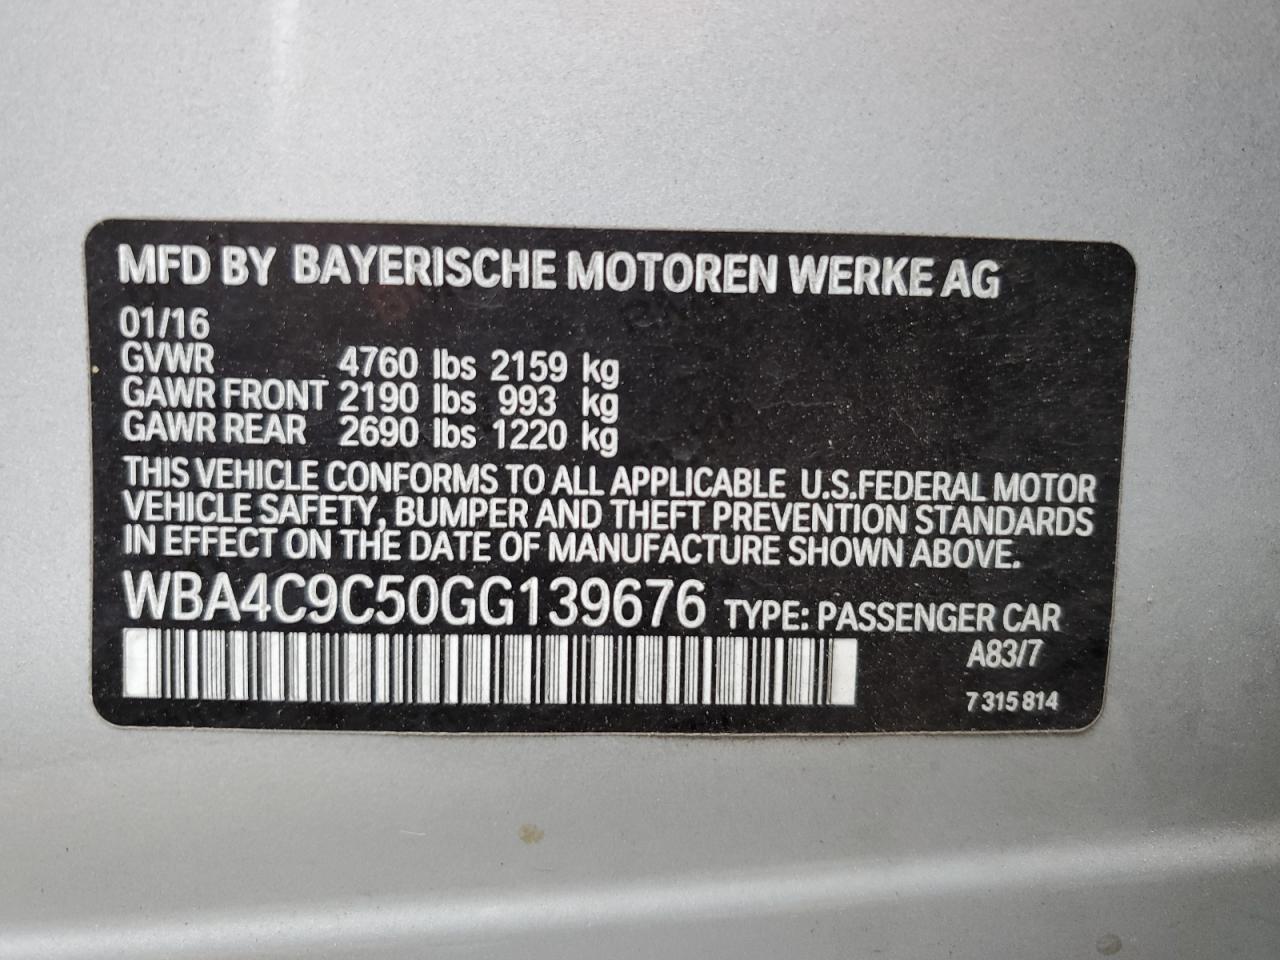 MFD BY BAYERISCHE MOTOREN WERKE AG
01/16
GVWR 4760 lbs 2159 kg
GAWR FRONT 2190 lbs 993 kg
GAWR REAR 2690 lbs 1220 kg
THIS VEHICLE CONFORMS TO ALL APPLICABLE U.S.FEDERAL MOTOR
VEHICLE SAFETY, BUMPER AND THEFT PREVENTION STANDARDS
IN EFFECT ON THE DATE OF MANUFACTURE SHOWN ABOVE.
WBA4C9C50GG139676 TYPE: PASSENGER CAR
A83/7
7 315 814